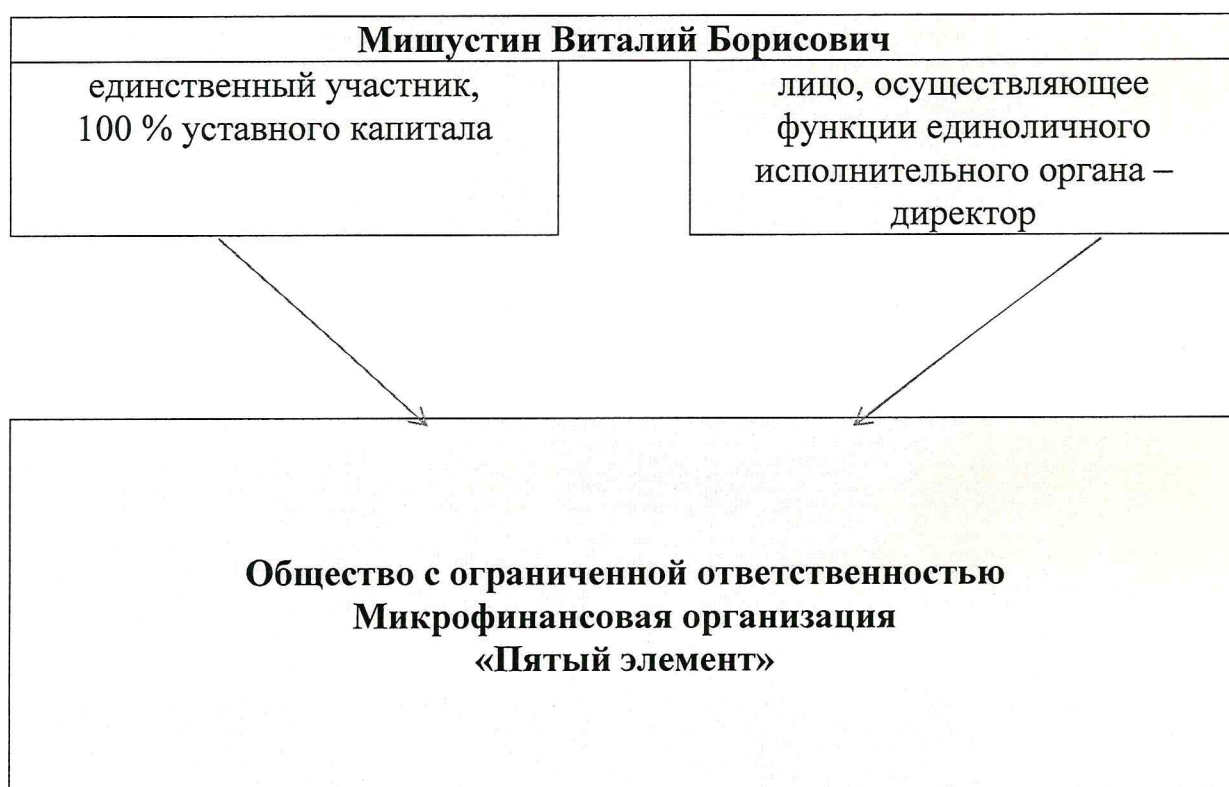 Мишустин Виталий Борисович
единственный участник,
100 % уставного капитала
лицо, осуществляющее
функции единоличного
исполнительного органа –
директор
Общество с ограниченной ответственностью
Микрофинансовая организация
«Пятый элемент»